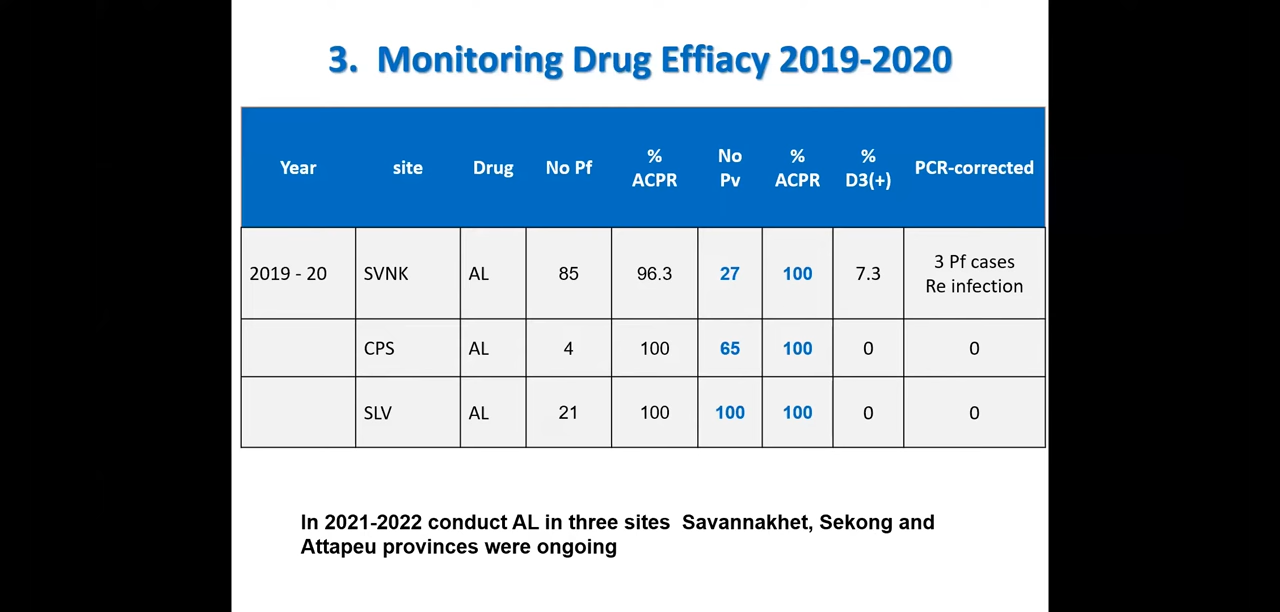 3. Monitoring Drug Effiacy 2019-2020
Year site Drug No Pf % ACPR No Pv % ACPR % D3(+) PCR-corrected
2019 - 20 SVNK AL 85 96.3 27 100 7.3 3 Pf cases Re infection
CPS AL 4 100 65 100 0 0
SLV AL 21 100 100 100 0 0
In 2021-2022 conduct AL in three sites Savannakhet, Sekong and
Attapeu provinces were ongoing